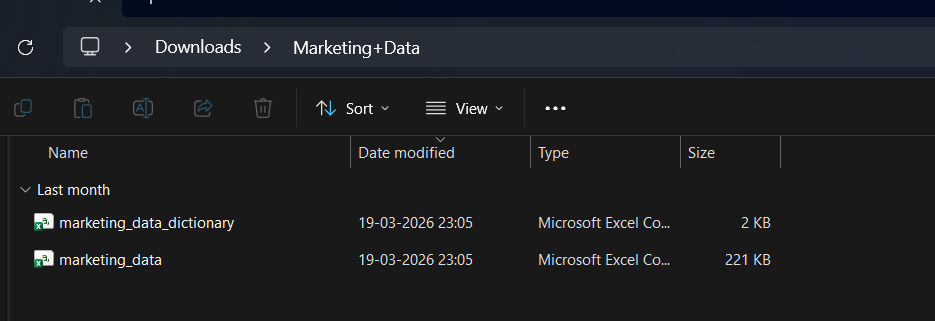 Downloads
Marketing+Data
Sort
View
Name Date modified Type Size
Last month
marketing_data_dictionary 19-03-2026 23:05 Microsoft Excel Co... 2 KB
marketing_data 19-03-2026 23:05 Microsoft Excel Co... 221 KB